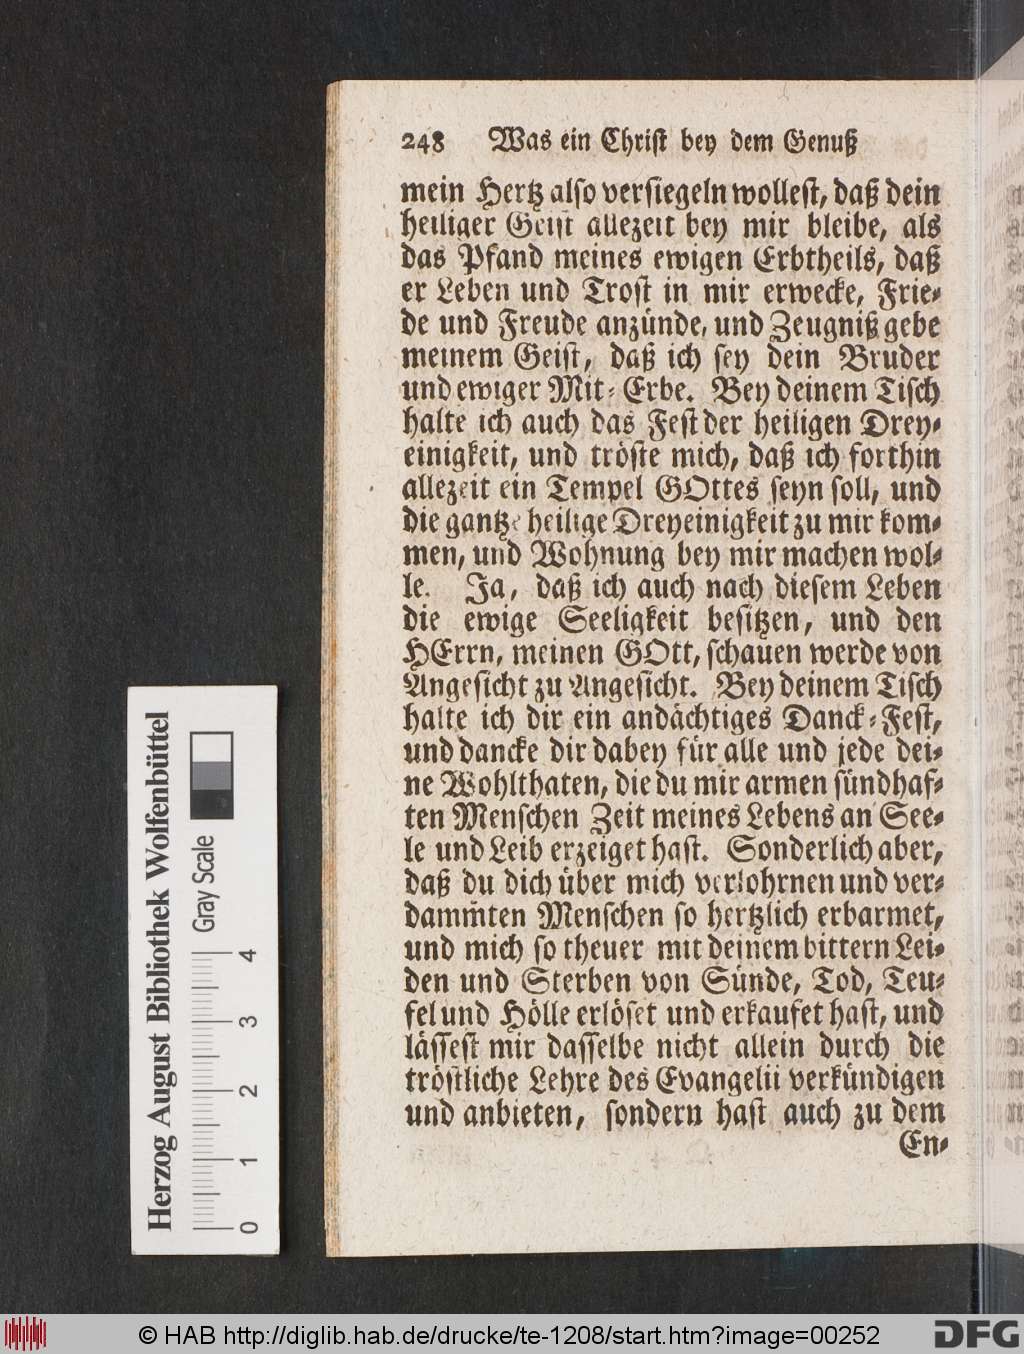 248 Was ein Christ bey dem Genuß
mein Hertz also versiegeln wollest, daß dein
heiliger Geist allezeit bey mir bleibe, als
das Pfand meines ewigen Erbtheils, daß
er Leben und Trost in mir erwecke, Frie-
de und Freude anzünde, und Zeugniß gebe
meinem Geist, daß ich sey dein Bruder
und ewiger Mit-Erbe. Bey deinem Tisch
halte ich auch das Fest der heiligen Drey-
einigkeit, und tröste mich, daß ich forthin
allezeit ein Tempel GOttes seyn soll, und
die gantze heilige Dreyeinigkeit zu mir kom-
men, und Wohnung bey mir machen wol-
le. Ja, daß ich auch nach diesem Leben
die ewige Seeligkeit besitzen, und den
HErrn, meinen GOtt, schauen werde von
Angesicht zu Angesicht. Bey deinem Tisch
halte ich dir ein andächtiges Danck-Fest,
und dancke dir dabey für alle und jede dei-
ne Wohlthaten, die du mir armen sündhaf-
ten Menschen Zeit meines Lebens an See-
le und Leib erzeiget hast. Sonderlich aber,
daß du dich über mich verlohrnen und ver-
dam̃ten Menschen so hertzlich erbarmet,
und mich so theuer mit deinem bittern Lei-
den und Sterben von Sünde, Tod, Teu-
fel und Hölle erlöset und erkaufet hast, und
lässest mir dasselbe nicht allein durch die
tröstliche Lehre des Evangelii verkündigen
und anbieten, sondern hast auch zu dem
En-
Herzog August Bibliothek Wolfenbüttel
Gray Scale
0 1 2 3 4
© HAB http://diglib.hab.de/drucke/te-1208/start.htm?image=00252
DFG